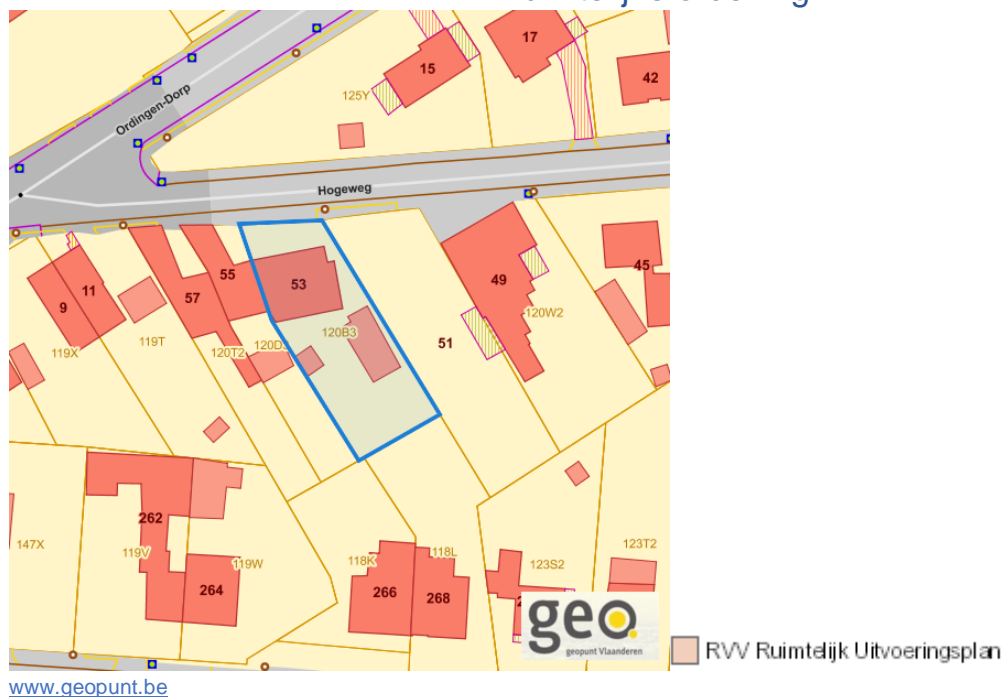 17
15
42
125Y
Ordingen-Dorp
Hogeweg
55
53
49
45
57
11
9
120W2
120B3
51
119T
119X
120T2
262
147X
119V
119W
264
118K
118L
266
268
123S2
123T2
geo
geopunt Vlaanderen
RVV Ruimtelijk Uitvoeringsplan
www.geopunt.be